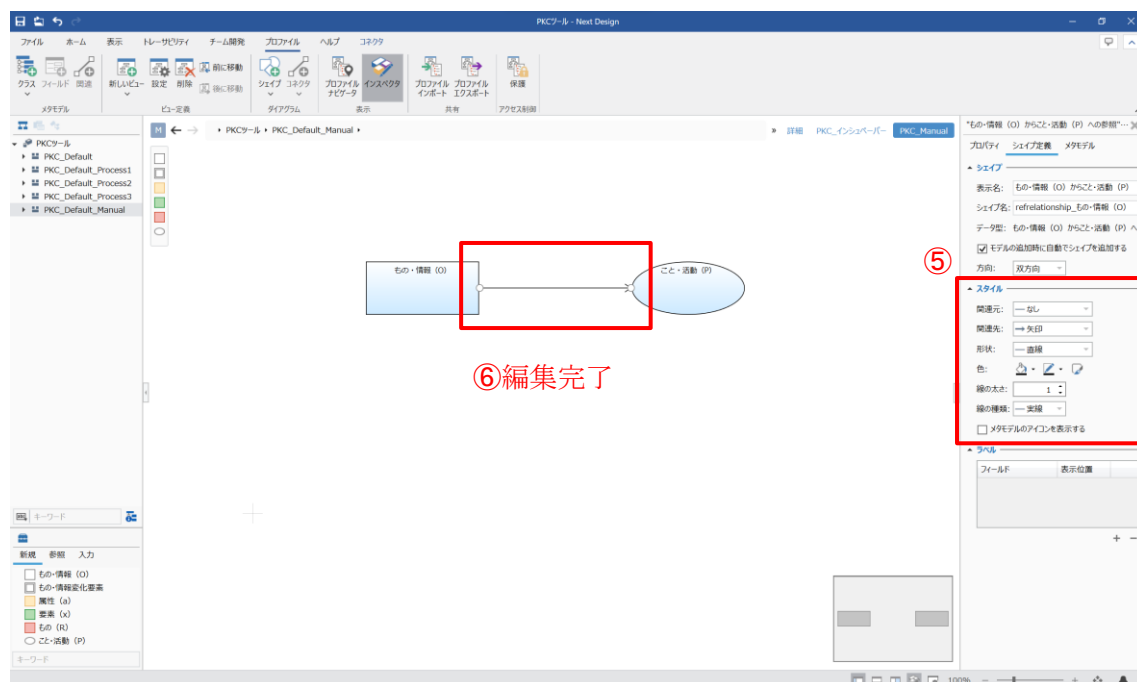 PKCツール - Next Design
ファイル ホーム 表示 トレーサビリティ チーム開発 プロファイル ヘルプ コネクタ
クラス フィールド 関連 新しいビュー 設定 削除 前に移動 後に移動 シェイプ コネクタ プロファイルナビゲータ インスペクタ プロファイルインポート プロファイルエクスポート 保護
メタモデル ビュー定義 ダイアグラム 表示 共有 アクセス制御
M ← → PKCツール PKC_Default_Manual » 詳細 PKC_インシュペーパー PKC_Manual
PKCツール
PKC_Default
PKC_Default_Process1
PKC_Default_Process2
PKC_Default_Process3
PKC_Default_Manual
キーワード
新規 参照 入力
もの・情報 (O)
もの・情報変化要素
属性 (a)
要素 (x)
もの (R)
こと・活動 (P)
キーワード
もの・情報 (O)
こと・活動 (P)
⑥編集完了
⑤
"もの・情報 (O) からこと・活動 (P) への参照"…
プロパティ シェイプ定義 メタモデル
シェイプ
表示名: もの・情報 (O) からこと・活動 (P)
シェイプ名: refrelationship_もの・情報 (O)
データ型: もの・情報 (O) からこと・活動 (P) へ
モデルの追加時に自動でシェイプを追加する
方向: 双方向
スタイル
関連元: なし
関連先: 矢印
形状: 直線
色:
線の太さ: 1
線の種類: 実線
メタモデルのアイコンを表示する
ラベル
フィールド 表示位置
+ −
100% − +